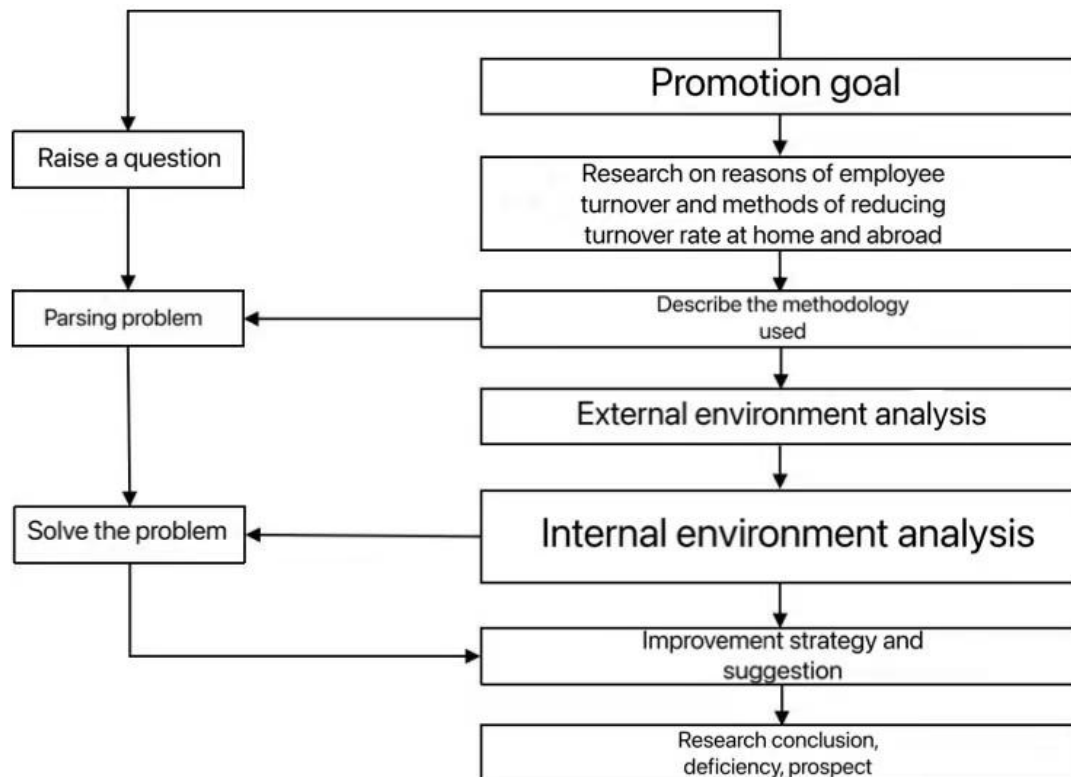 Promotion goal
Raise a question
Research on reasons of employee
turnover and methods of reducing
turnover rate at home and abroad
Parsing problem
Describe the methodology
used
External environment analysis
Solve the problem
Internal environment analysis
Improvement strategy and
suggestion
Research conclusion,
deficiency, prospect